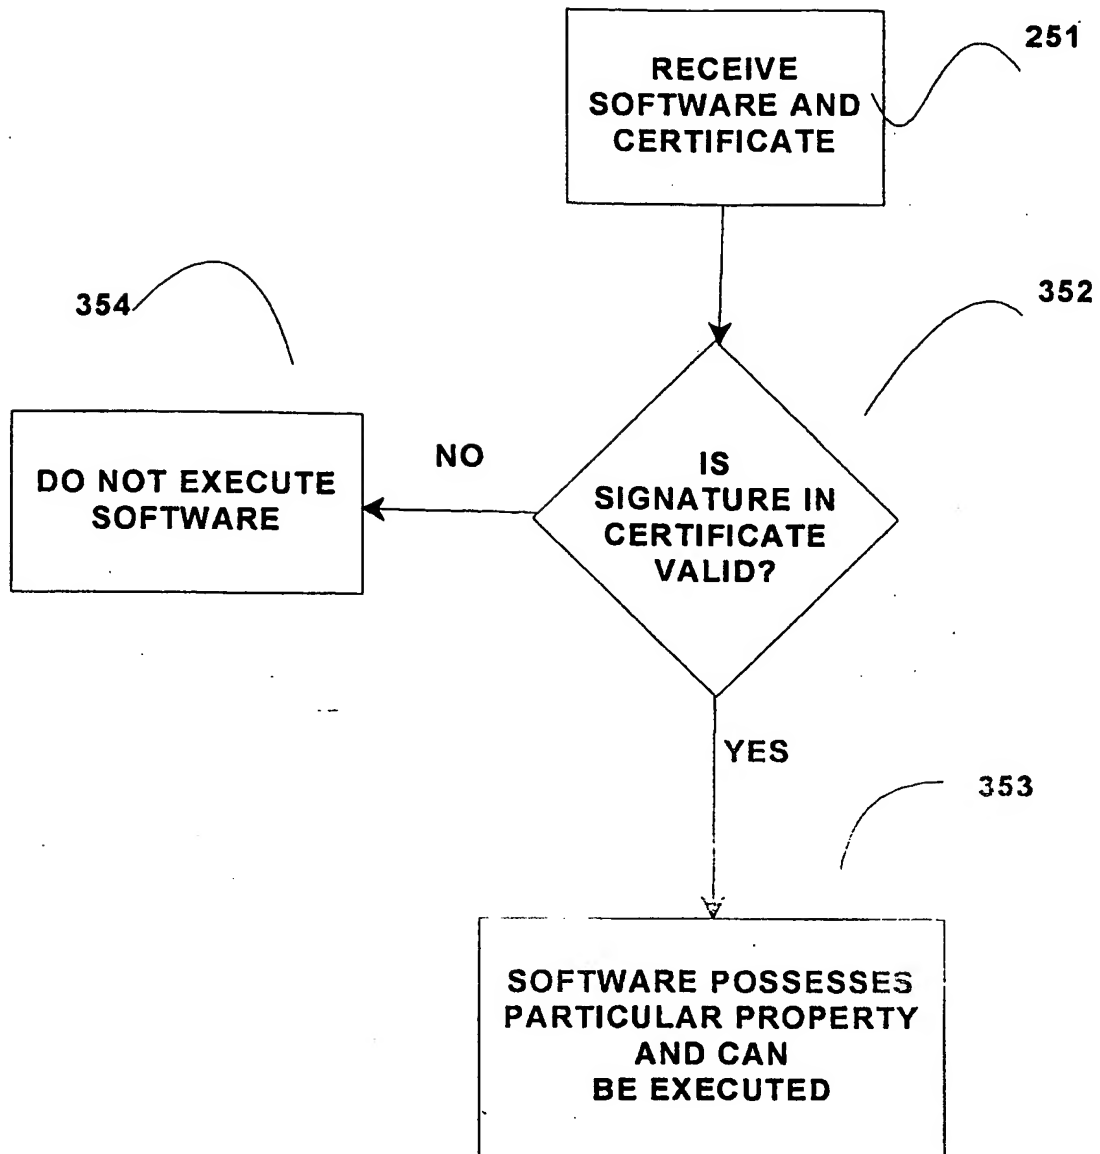 251
RECEIVE
SOFTWARE AND
CERTIFICATE
352
354
NO
IS
SIGNATURE IN
CERTIFICATE
VALID?
DO NOT EXECUTE
SOFTWARE
YES
353
SOFTWARE POSSESSES
PARTICULAR PROPERTY
AND CAN
BE EXECUTED